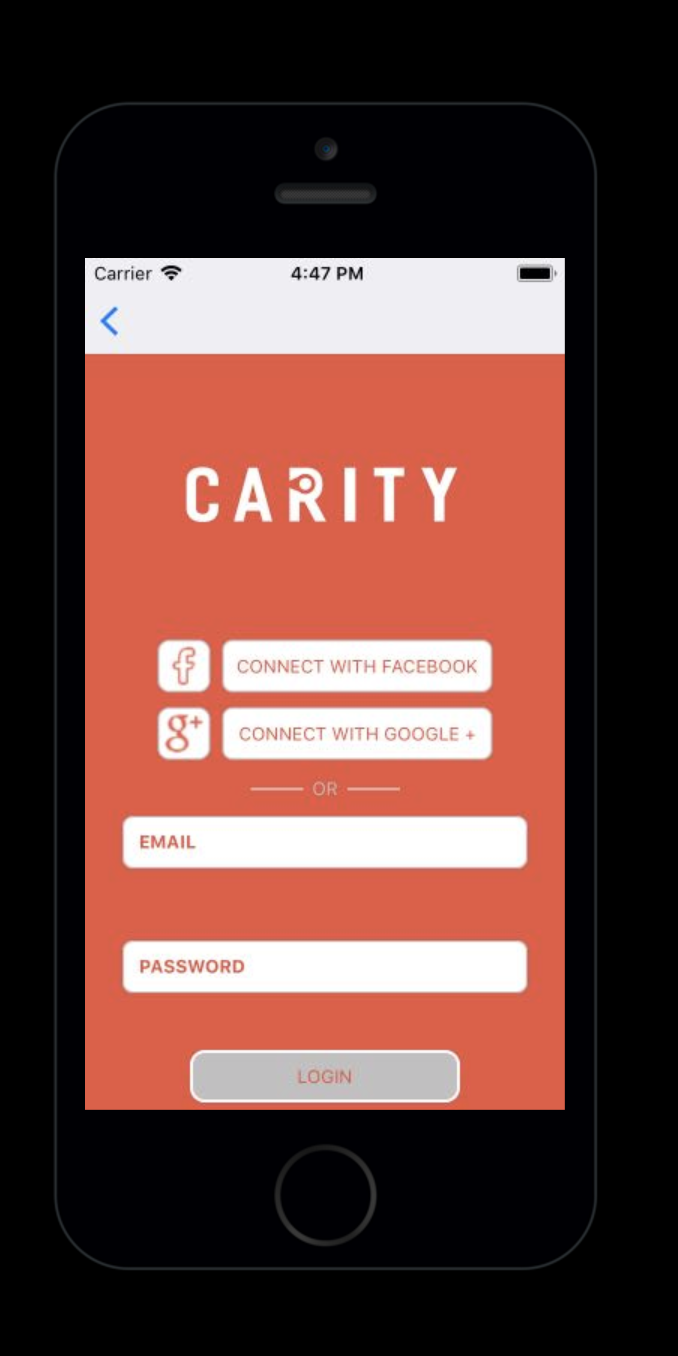 Carrier 4:47 PM
CARITY
f CONNECT WITH FACEBOOK
g+ CONNECT WITH GOOGLE +
OR
EMAIL
PASSWORD
LOGIN